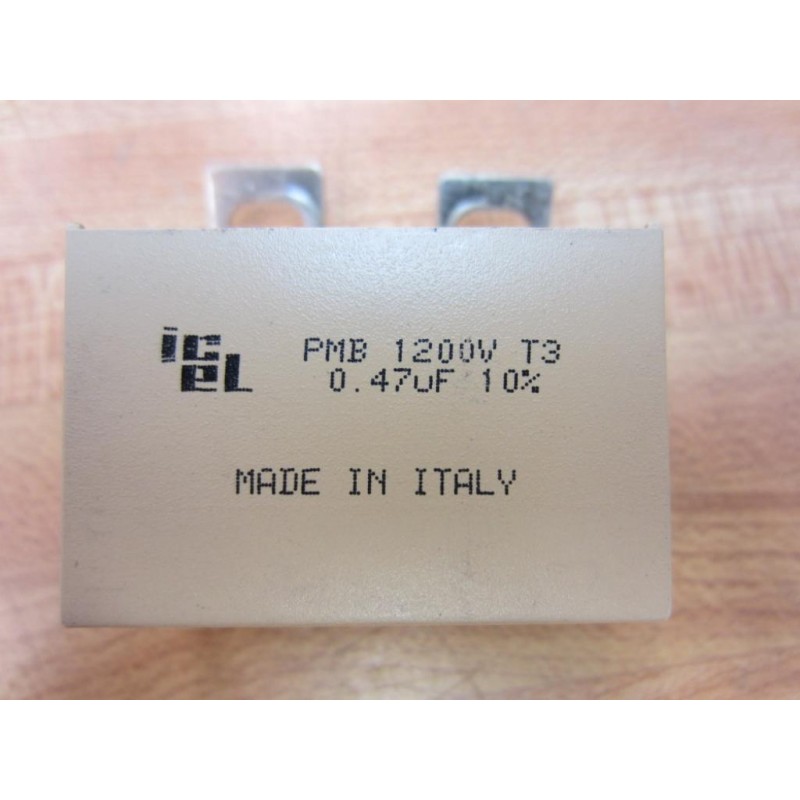 icel
PMB 1200V T3
0.47uF 10%
MADE IN ITALY